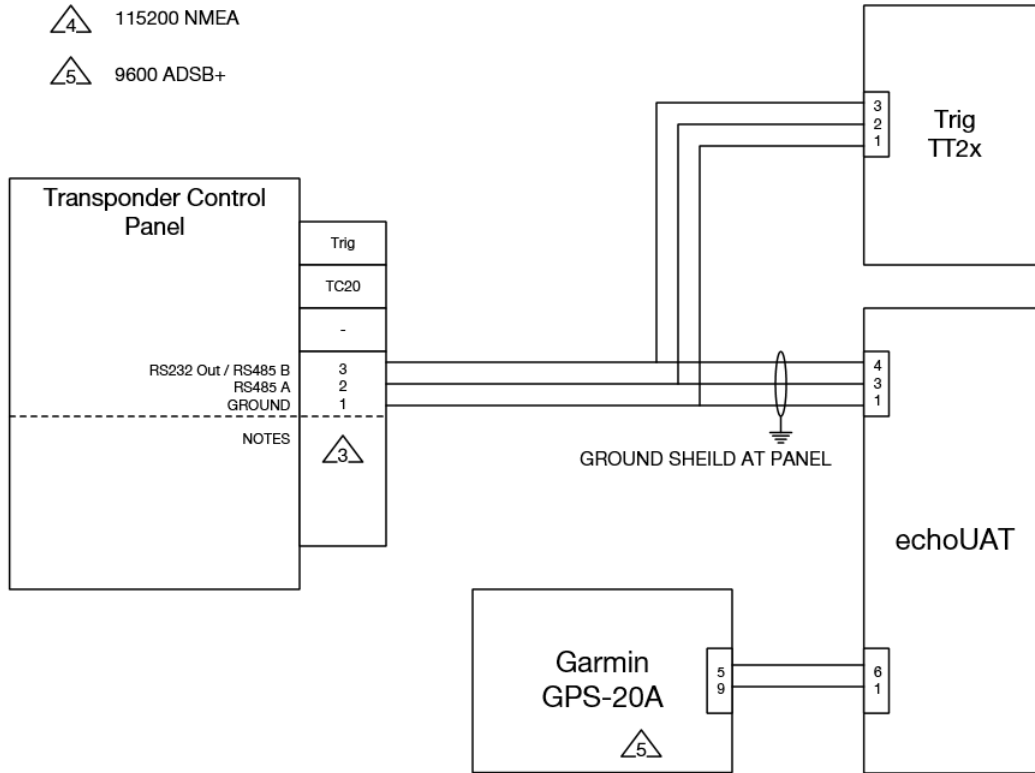 4 115200 NMEA
5 9600 ADSB+
3
2
1
Trig
TT2x
Transponder Control
Panel
Trig
TC20
-
RS232 Out / RS485 B 3
RS485 A 2
GROUND 1
NOTES
3
4
3
1
GROUND SHEILD AT PANEL
echoUAT
Garmin
GPS-20A
5
9
5
6
1